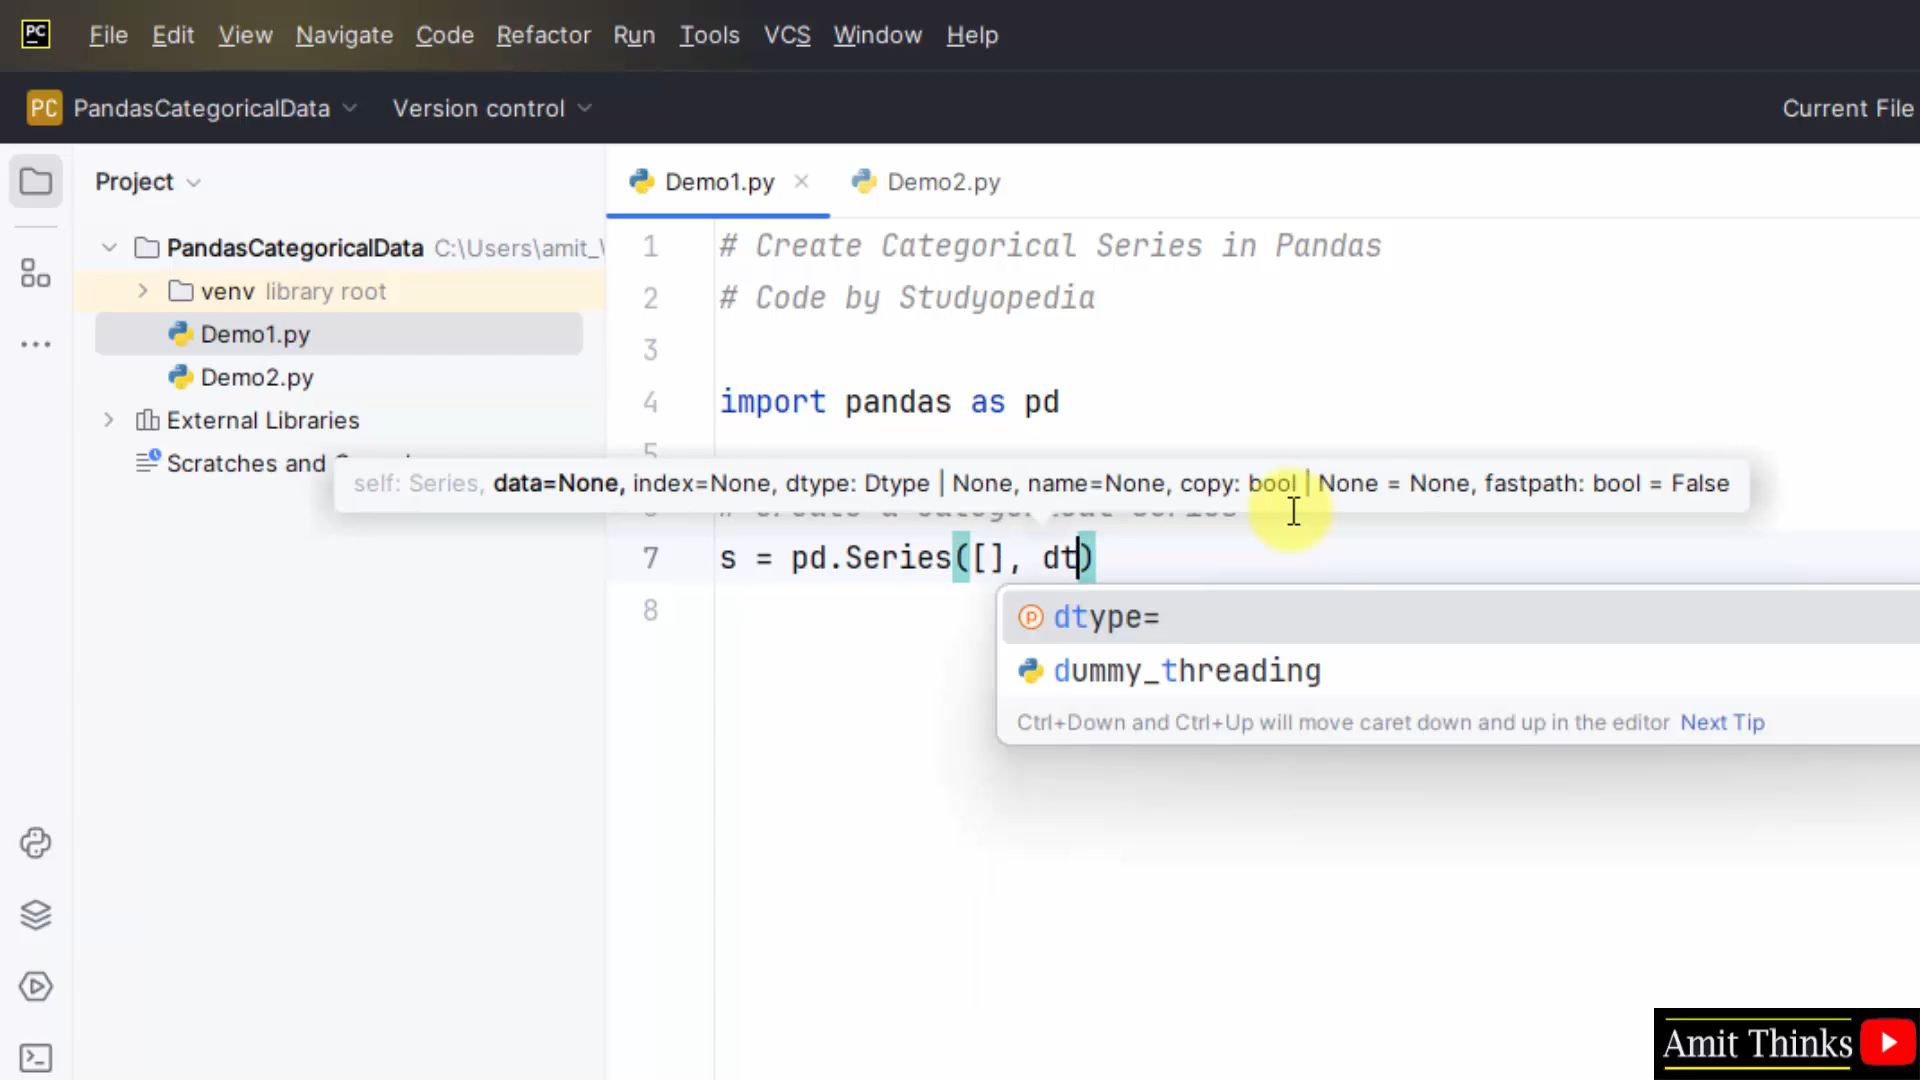 PC File Edit View Navigate Code Refactor Run Tools VCS Window Help
PC PandasCategoricalData Version control Current File
Project
Demo1.py
Demo2.py
PandasCategoricalData C:\Users\amit_\
venv library root
Demo1.py
Demo2.py
External Libraries
Scratches and
1 # Create Categorical Series in Pandas
2 # Code by Studyopedia
3
4 import pandas as pd
5
self: Series, data=None, index=None, dtype: Dtype | None, name=None, copy: bool | None = None, fastpath: bool = False
7 s = pd.Series([], dt)
8
dtype=
dummy_threading
Ctrl+Down and Ctrl+Up will move caret down and up in the editor Next Tip
Amit Thinks